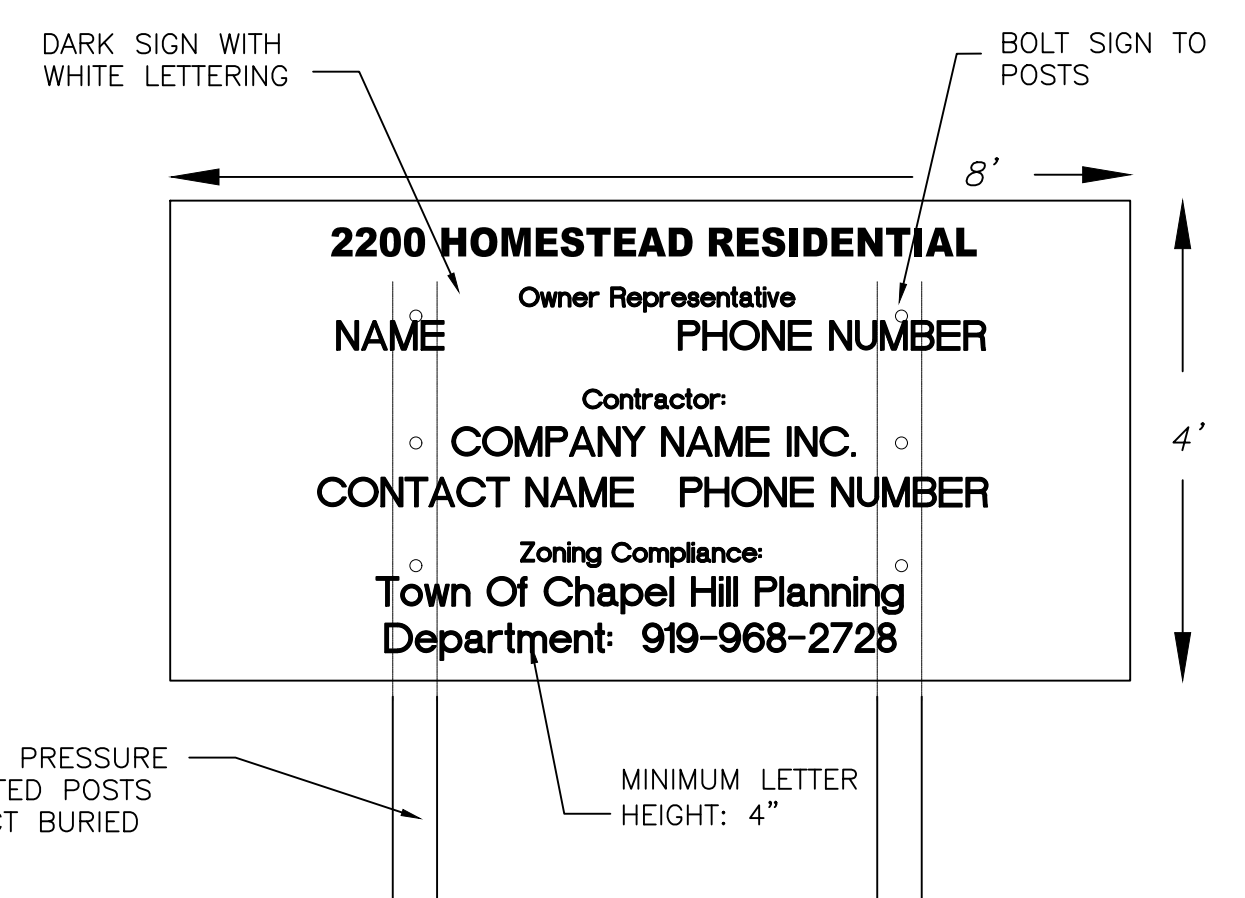 DARK SIGN WITH
WHITE LETTERING
BOLT SIGN TO
POSTS
8'
2200 HOMESTEAD RESIDENTIAL
Owner Representative
NAME PHONE NUMBER
Contractor:
COMPANY NAME INC.
4'
CONTACT NAME PHONE NUMBER
Zoning Compliance:
Town Of Chapel Hill Planning
Department: 919-968-2728
PRESSURE
POSTS
BURIED
MINIMUM LETTER
HEIGHT: 4"